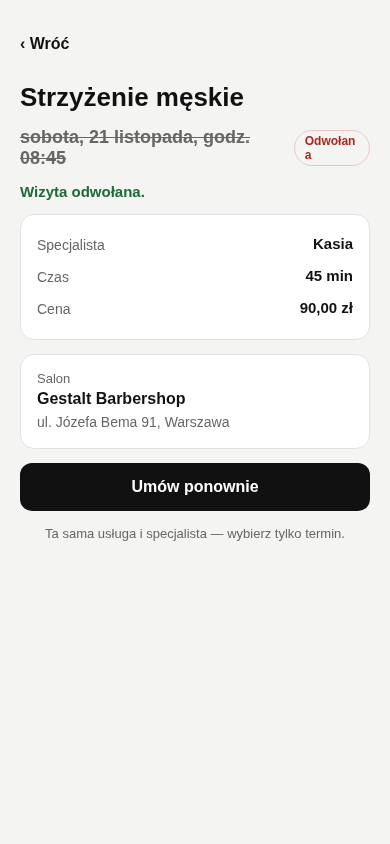 ‹ Wróć
Strzyżenie męskie
sobota, 21 listopada, godz.
08:45
Odwołan
a
Wizyta odwołana.
Specjalista Kasia
Czas 45 min
Cena 90,00 zł
Salon
Gestalt Barbershop
ul. Józefa Bema 91, Warszawa
Umów ponownie
Ta sama usługa i specjalista — wybierz tylko termin.